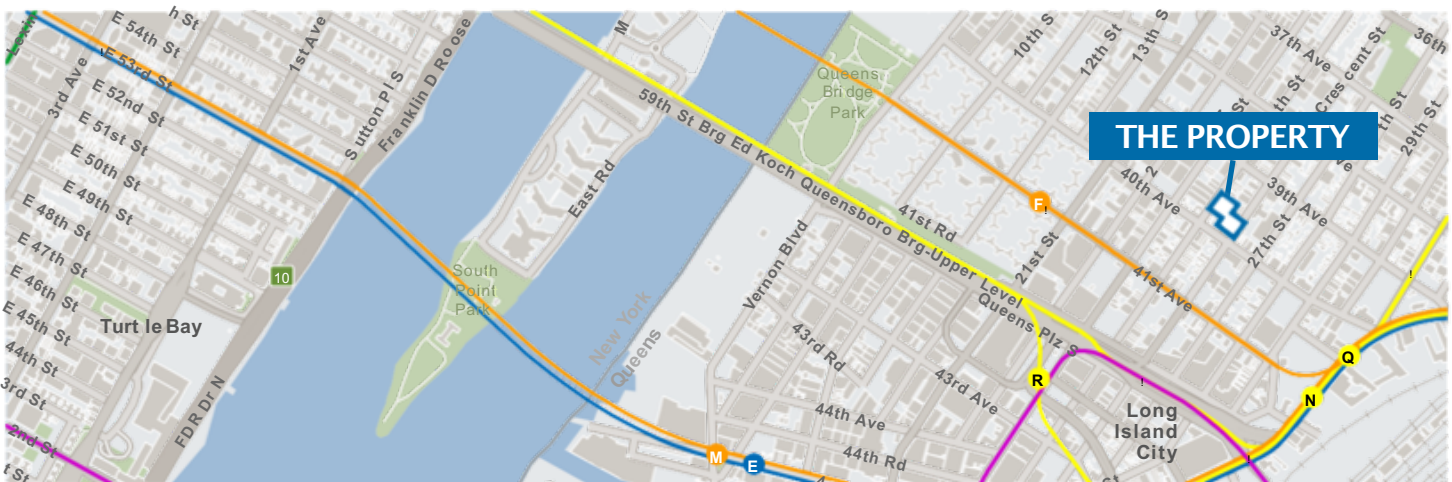 Lexin
3rd Ave
h St
E 54th St
E 53rd St
E 52nd St
E 51st St
E 50th St
E 49th St
E 48th St
E 47th St
E 46th St
E 45th St
44th St
3rd St
2nd St
t St
1st Ave
Sutton Pl S
Franklin D Roose
10
Turtle Bay
FDR Dr N
M
East Rd
South
Point
Park
59th St Brg Ed Koch Queensboro Brg-Upper Level
New York
Queens
Queens
Bridge
Park
Vernon Blvd
41st Rd
21st St
Queens Plz S
43rd Rd
43rd Ave
44th Ave
44th Rd
M
E
F
R
N
Q
Long
Island
City
10th S
12th St
13th S
37th Ave
36th
Crescent St
29th St
THE PROPERTY
40th Ave
39th Ave
27th St
41st Ave